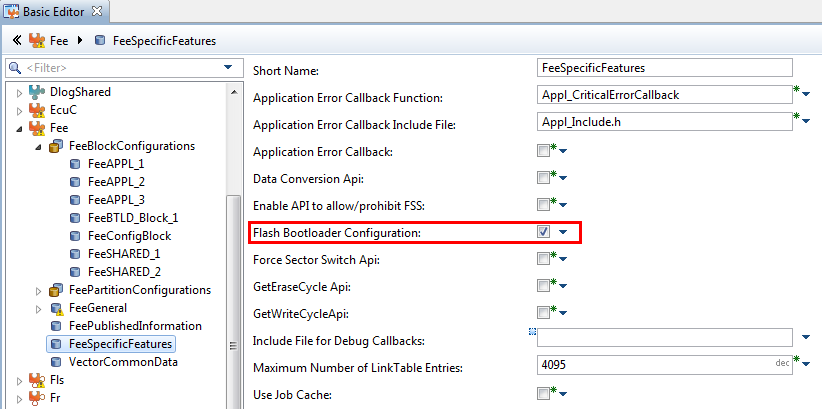 Basic Editor
Fee FeeSpecificFeatures
<Filter>
DlogShared
EcuC
Fee
FeeBlockConfigurations
FeeAPPL_1
FeeAPPL_2
FeeAPPL_3
FeeBTLD_Block_1
FeeConfigBlock
FeeSHARED_1
FeeSHARED_2
FeePartitionConfigurations
FeeGeneral
FeePublishedInformation
FeeSpecificFeatures
VectorCommonData
Fls
Fr
Short Name: FeeSpecificFeatures
Application Error Callback Function: Appl_CriticalErrorCallback
Application Error Callback Include File: Appl_Include.h
Application Error Callback:
Data Conversion Api:
Enable API to allow/prohibit FSS:
Flash Bootloader Configuration:
Force Sector Switch Api:
GetEraseCycle Api:
GetWriteCycleApi:
Include File for Debug Callbacks:
Maximum Number of LinkTable Entries: 4095 dec
Use Job Cache: